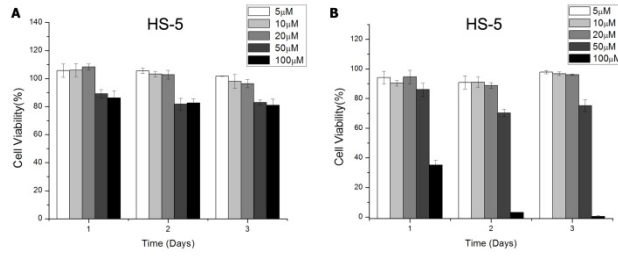 A
HS-5
5μM
10μM
20μM
50μM
100μM
140
120
100
80
60
40
20
0
Cell Viability(%)
1
2
3
Time (Days)
B
HS-5
5μM
10μM
20μM
50μM
100μM
120
100
80
60
40
20
0
Cell Viability(%)
1
2
3
Time (Days)